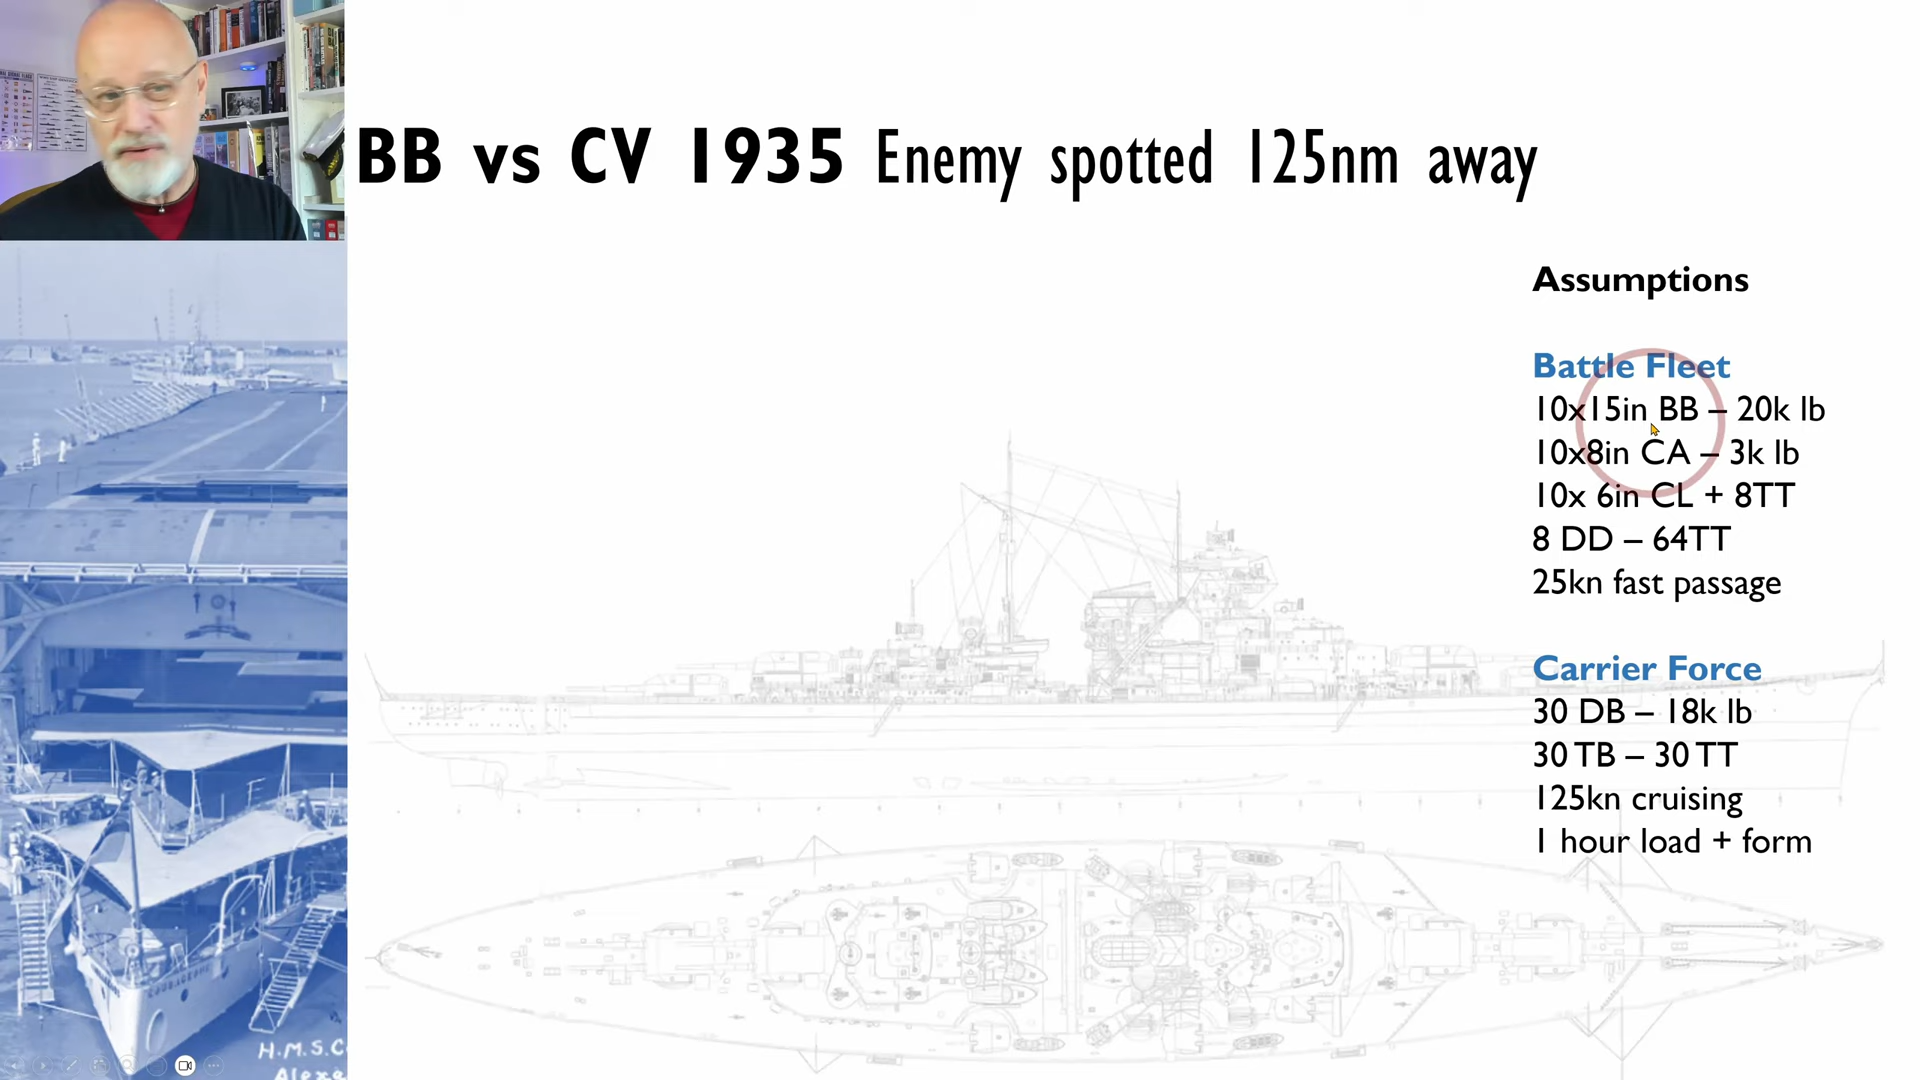 BB vs CV 1935 Enemy spotted 125nm away
Assumptions
Battle Fleet
10x15in BB – 20k lb
10x8in CA – 3k lb
10x 6in CL + 8TT
8 DD – 64TT
25kn fast passage
Carrier Force
30 DB – 18k lb
30 TB – 30 TT
125kn cruising
1 hour load + form
COURAGEOUS
H.M.S. C
Alexa